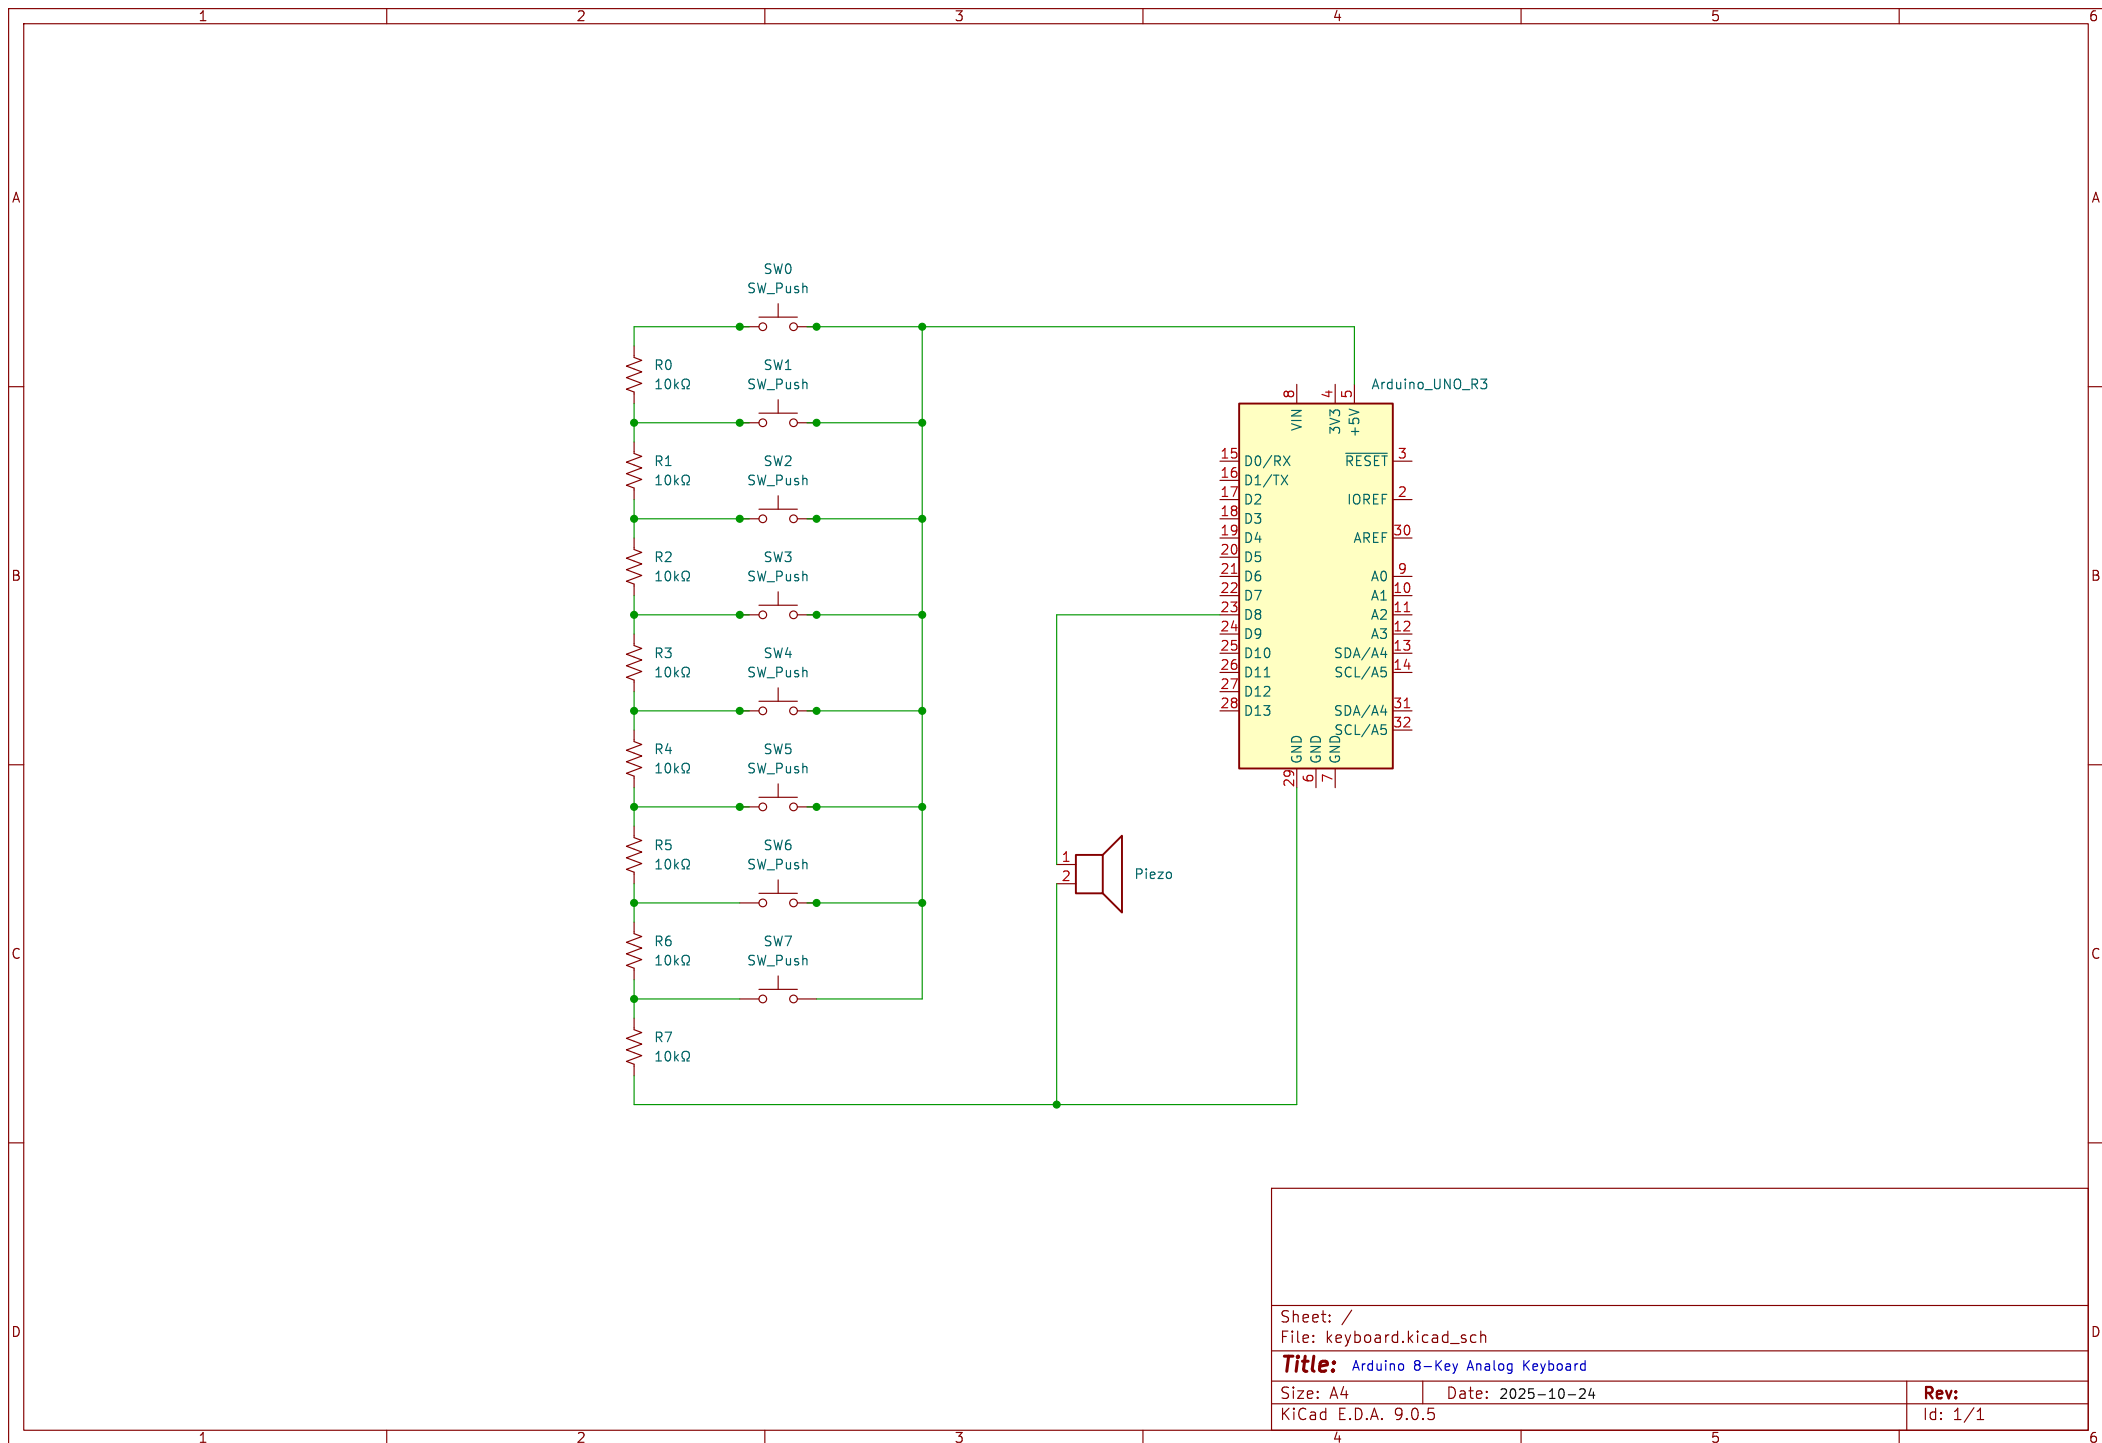 1 2 3 4 5 6
A A
SW0
SW_Push
R0
10kΩ
SW1
SW_Push
R1
10kΩ
SW2
SW_Push
R2
10kΩ
SW3
SW_Push
R3
10kΩ
SW4
SW_Push
R4
10kΩ
SW5
SW_Push
R5
10kΩ
SW6
SW_Push
R6
10kΩ
SW7
SW_Push
R7
10kΩ
B B
Arduino_UNO_R3
8 4 5
VIN 3V3 +5V
15 D0/RX RESET 3
16 D1/TX
17 D2 IOREF 2
18 D3
19 D4 AREF 30
20 D5
21 D6 A0 9
22 D7 A1 10
23 D8 A2 11
24 D9 A3 12
25 D10 SDA/A4 13
26 D11 SCL/A5 14
27 D12
28 D13 SDA/A4 31
SCL/A5 32
GND GND GND
29 6 7
1
2
Piezo
C C
D D
Sheet: /
File: keyboard.kicad_sch
Title: Arduino 8-Key Analog Keyboard
Size: A4 Date: 2025-10-24 Rev:
KiCad E.D.A. 9.0.5 Id: 1/1
1 2 3 4 5 6